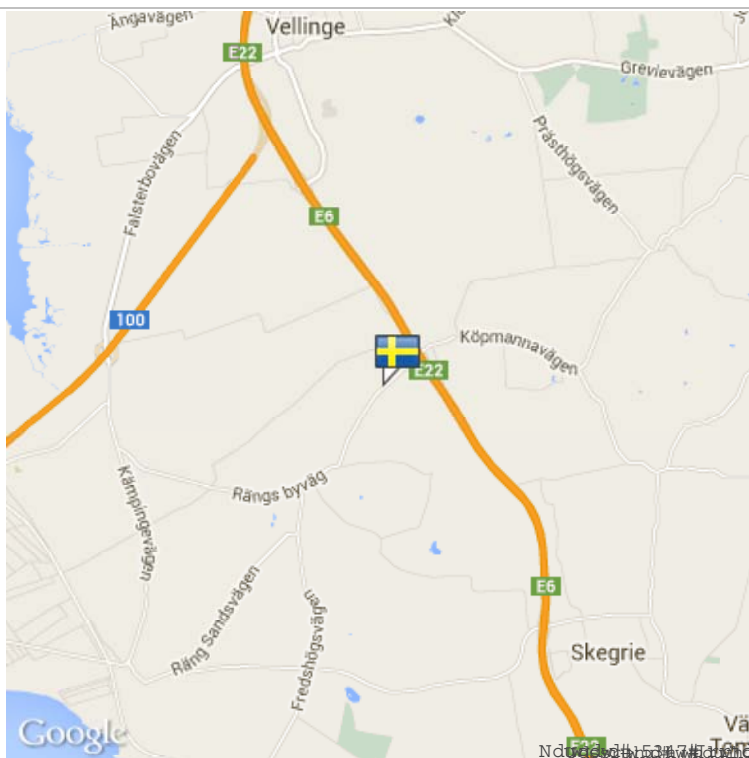 Ängavägen
Vellinge
E22
Grevievägen
Prästhögsvägen
Falsterbovägen
E6
100
Köpmannavägen
E22
Rängs byväg
Kämpingevägen
E6
Räng Sandsvägen
Fredshögsvägen
Skegrie
Google
Vä